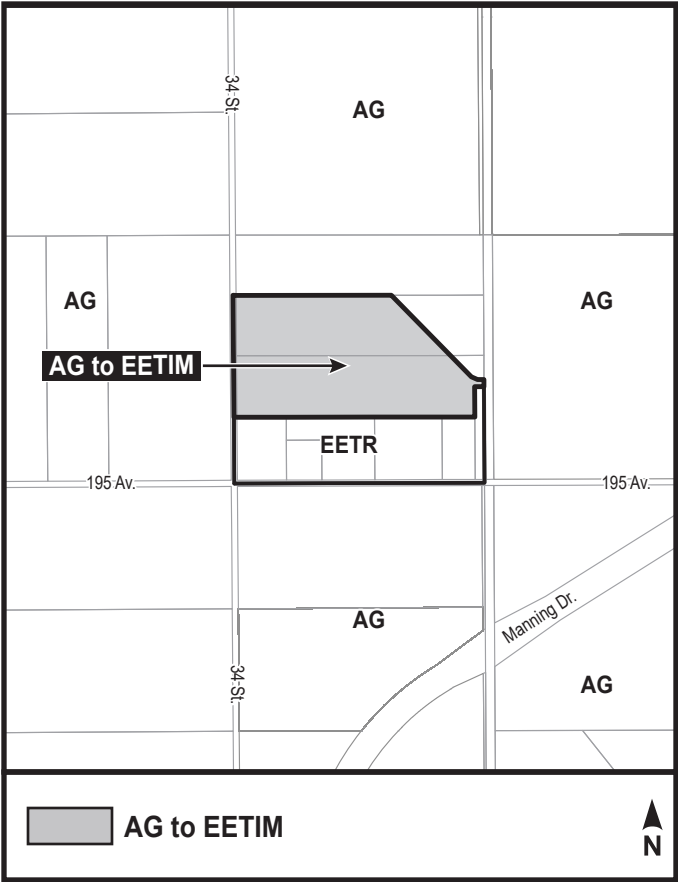 34 St.
AG
AG
AG
AG to EETIM
EETR
195 Av.
195 Av.
AG
Manning Dr.
34 St.
AG
AG to EETIM
N